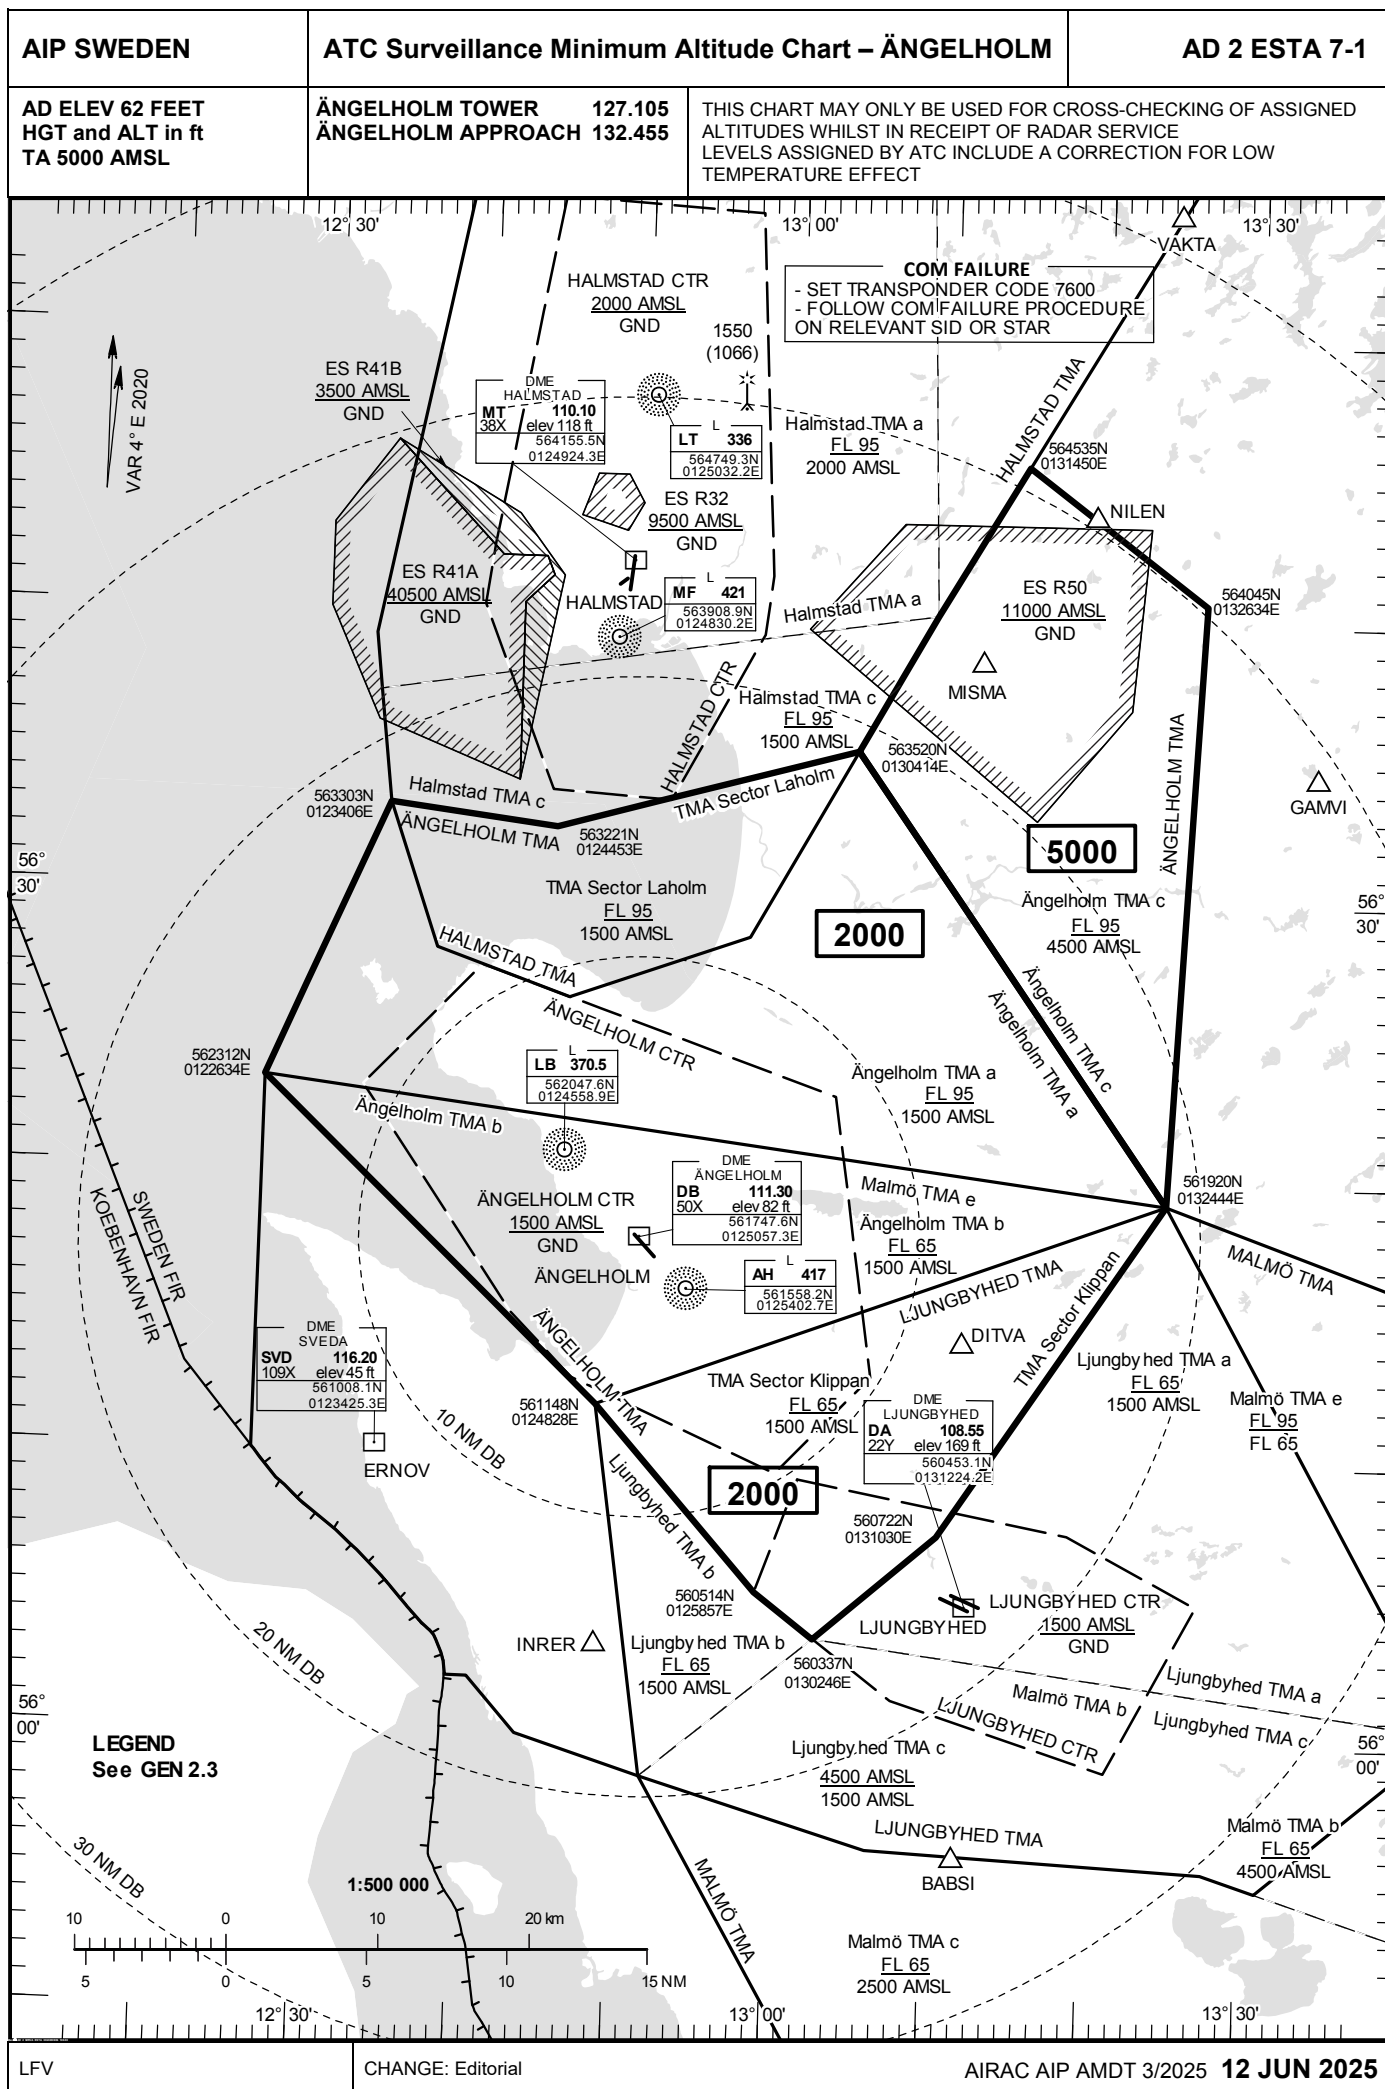 AIP SWEDEN
ATC Surveillance Minimum Altitude Chart – ÄNGELHOLM
AD 2 ESTA 7-1
AD ELEV 62 FEET
HGT and ALT in ft
TA 5000 AMSL
ÄNGELHOLM TOWER 127.105
ÄNGELHOLM APPROACH 132.455
THIS CHART MAY ONLY BE USED FOR CROSS-CHECKING OF ASSIGNED
ALTITUDES WHILST IN RECEIPT OF RADAR SERVICE
LEVELS ASSIGNED BY ATC INCLUDE A CORRECTION FOR LOW
TEMPERATURE EFFECT
12° 30'
13° 00'
13° 30'
VAKTA
COM FAILURE
- SET TRANSPONDER CODE 7600
- FOLLOW COM FAILURE PROCEDURE
ON RELEVANT SID OR STAR
HALMSTAD CTR
2000 AMSL
GND
1550
(1066)
VAR 4° E 2020
ES R41B
3500 AMSL
GND
DME
HALMSTAD
MT 110.10
38X elev 118 ft
564155.5N
0124924.3E
L
LT 336
564749.3N
0125032.2E
Halmstad TMA a
FL 95
2000 AMSL
HALMSTAD TMA
564535N
0131450E
NILEN
ES R32
9500 AMSL
GND
ES R41A
40500 AMSL
GND
HALMSTAD
L
MF 421
563908.9N
0124830.2E
Halmstad TMA a
ES R50
11000 AMSL
GND
564045N
0132634E
MISMA
HALMSTAD CTR
Halmstad TMA c
FL 95
1500 AMSL
563520N
0130414E
ÄNGELHOLM TMA
GAMVI
563303N
0123406E
Halmstad TMA c
ÄNGELHOLM TMA
563221N
0124453E
TMA Sector Laholm
5000
56°
30'
TMA Sector Laholm
FL 95
1500 AMSL
2000
Ängelholm TMA c
FL 95
4500 AMSL
56°
30'
HALMSTAD TMA
ÄNGELHOLM CTR
Ängelholm TMA c
Ängelholm TMA a
562312N
0122634E
L
LB 370.5
562047.6N
0124558.9E
Ängelholm TMA a
FL 95
1500 AMSL
Ängelholm TMA b
SWEDEN FIR
KOEBENHAVN FIR
ÄNGELHOLM CTR
1500 AMSL
GND
ÄNGELHOLM
DME
ÄNGELHOLM
DB 111.30
50X elev 82 ft
561747.6N
0125057.3E
Malmö TMA e
Ängelholm TMA b
FL 65
1500 AMSL
561920N
0132444E
MALMÖ TMA
L
AH 417
561558.2N
0125402.7E
LJUNGBYHED TMA
DITVA
TMA Sector Klippan
DME
SVEDA
SVD 116.20
109X elev 45 ft
561008.1N
0123425.3E
ERNOV
ÄNGELHOLM TMA
561148N
0124828E
10 NM DB
TMA Sector Klippan
FL 65
1500 AMSL
Ljungbyhed TMA a
FL 65
1500 AMSL
Malmö TMA e
FL 95
FL 65
DME
LJUNGBYHED
DA 108.55
22Y elev 169 ft
560453.1N
0131224.2E
Ljungbyhed TMA b
2000
560722N
0131030E
560514N
0125857E
LJUNGBYHED
LJUNGBYHED CTR
1500 AMSL
GND
20 NM DB
INRER
Ljungbyhed TMA b
FL 65
1500 AMSL
560337N
0130246E
Ljungbyhed TMA a
Malmö TMA b
Ljungbyhed TMA c
LJUNGBYHED CTR
56°
00'
56°
00'
LEGEND
See GEN 2.3
Ljungby.hed TMA c
4500 AMSL
1500 AMSL
LJUNGBYHED TMA
Malmö TMA b
FL 65
4500 AMSL
BABSI
30 NM DB
MALMÖ TMA
1:500 000
10 0 10 20 km
5 0 5 10 15 NM
Malmö TMA c
FL 65
2500 AMSL
12° 30'
13° 00'
13° 30'
LFV
CHANGE: Editorial
AIRAC AIP AMDT 3/2025 12 JUN 2025